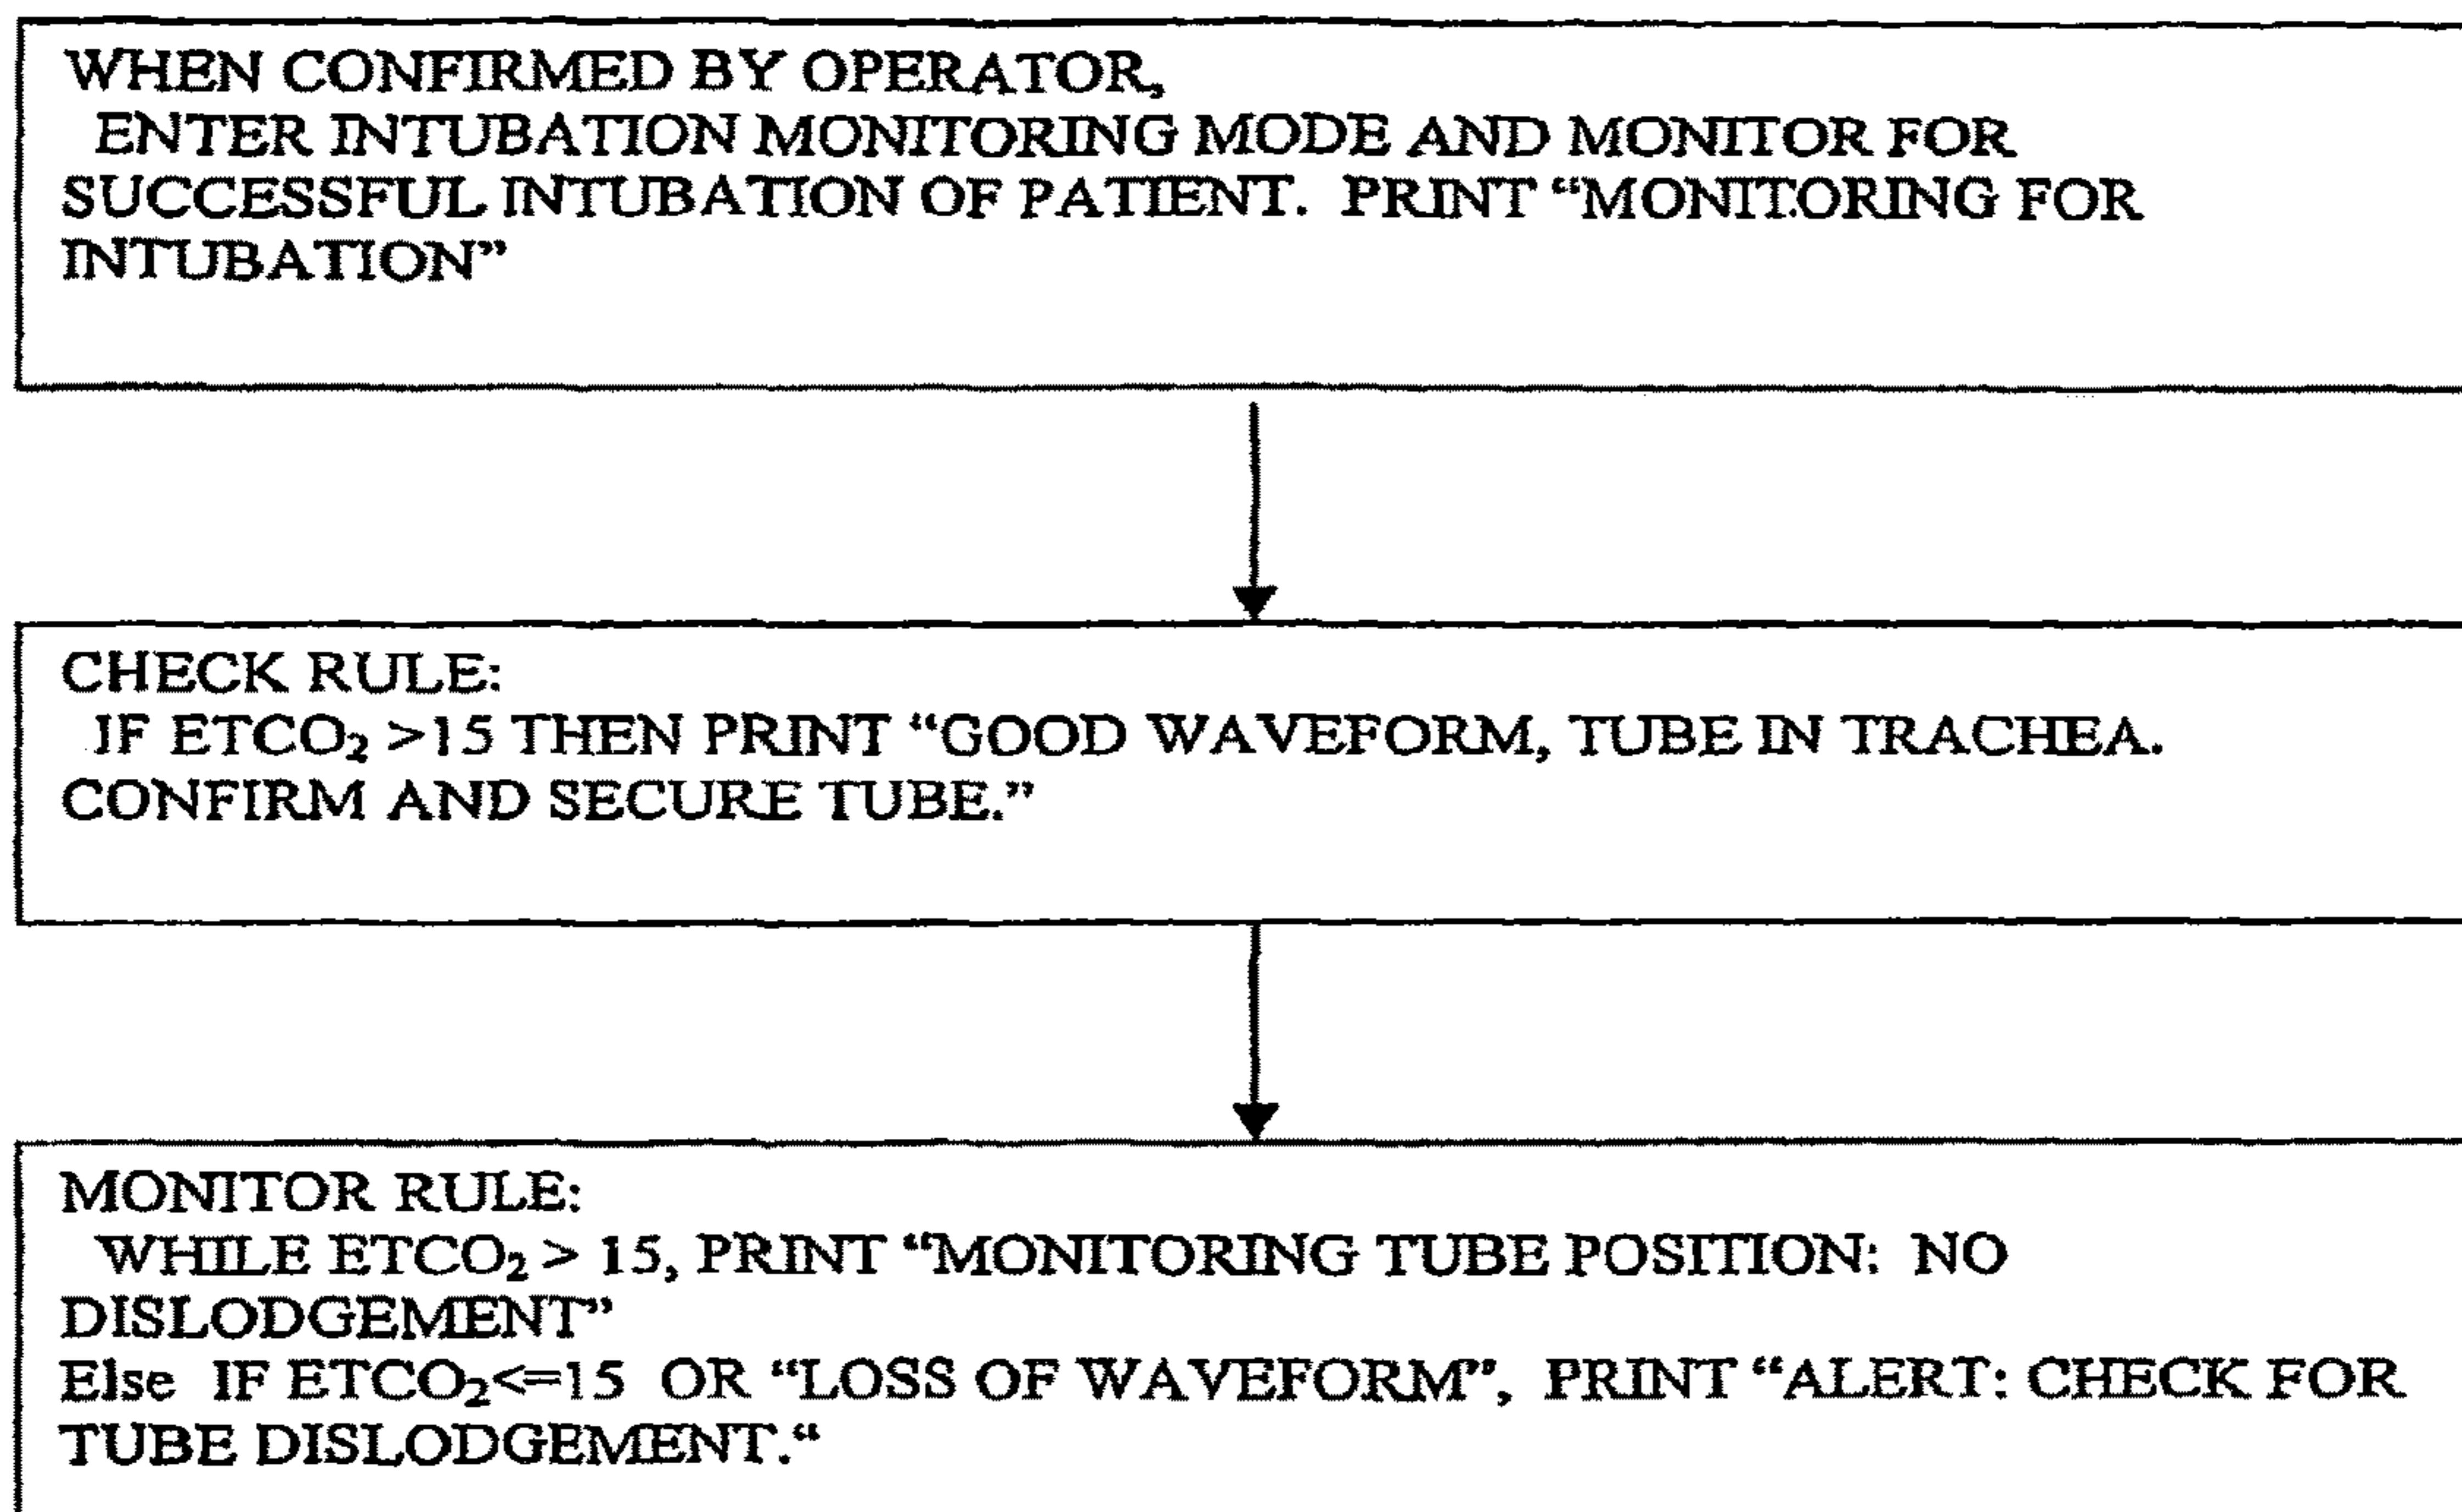 WHEN CONFIRMED BY OPERATOR,
ENTER INTUBATION MONITORING MODE AND MONITOR FOR
SUCCESSFUL INTUBATION OF PATIENT. PRINT “MONITORING FOR
INTUBATION”
CHECK RULE:
IF ETCO₂ >15 THEN PRINT “GOOD WAVEFORM, TUBE IN TRACHEA.
CONFIRM AND SECURE TUBE.”
MONITOR RULE:
WHILE ETCO₂ > 15, PRINT “MONITORING TUBE POSITION: NO
DISLODGEMENT”
Else IF ETCO₂<=15 OR “LOSS OF WAVEFORM”, PRINT “ALERT: CHECK FOR
TUBE DISLODGEMENT.“